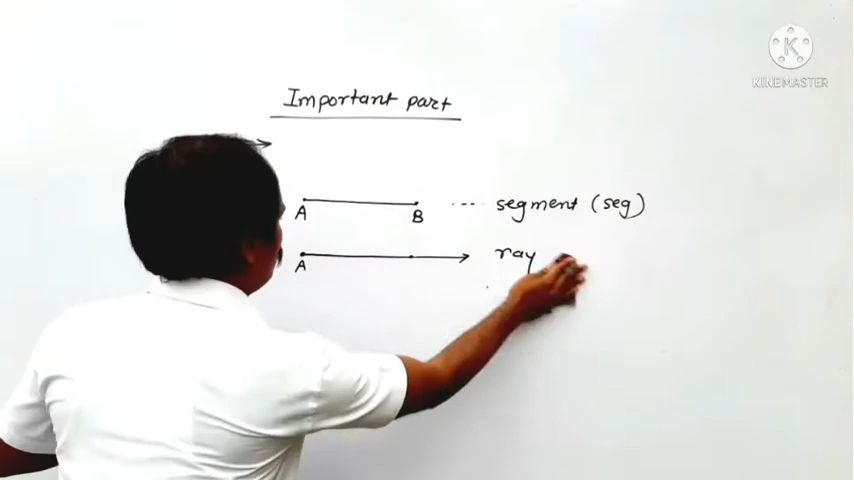 K
KINEMASTER
Important part
A B ···· segment (seg)
A ray